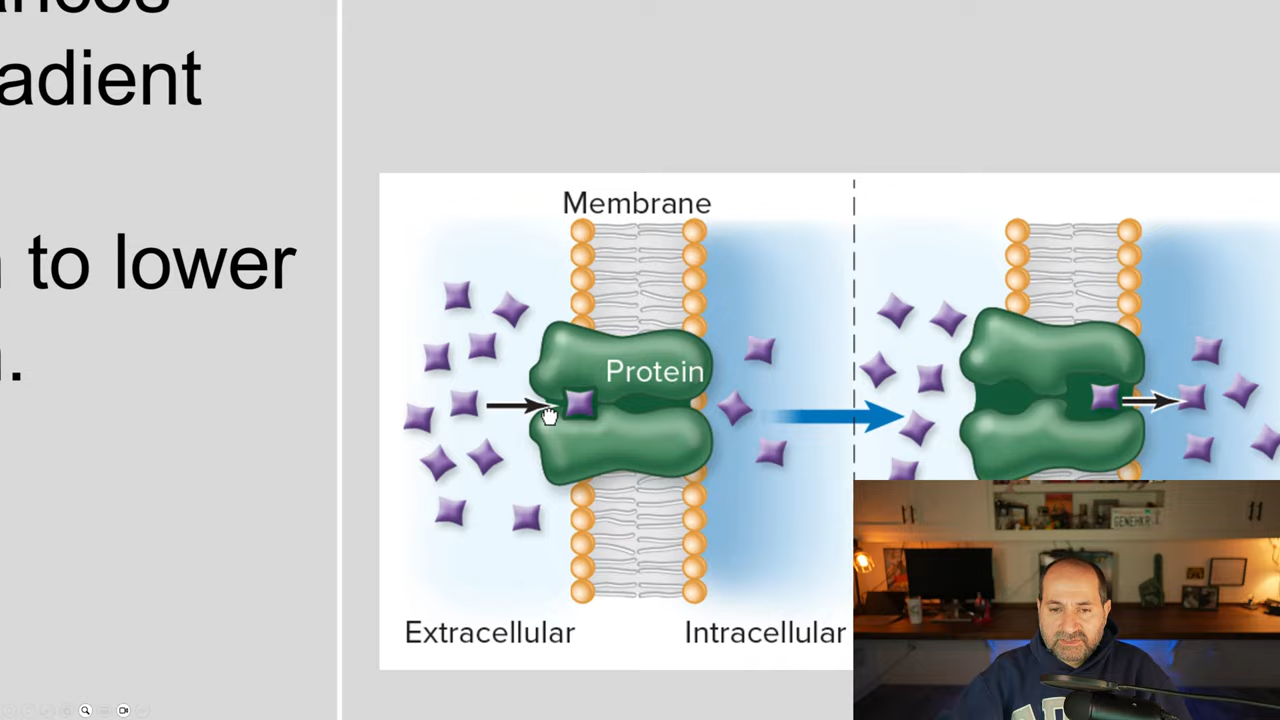 adient
to lower
Membrane
Protein
Extracellular
Intracellular